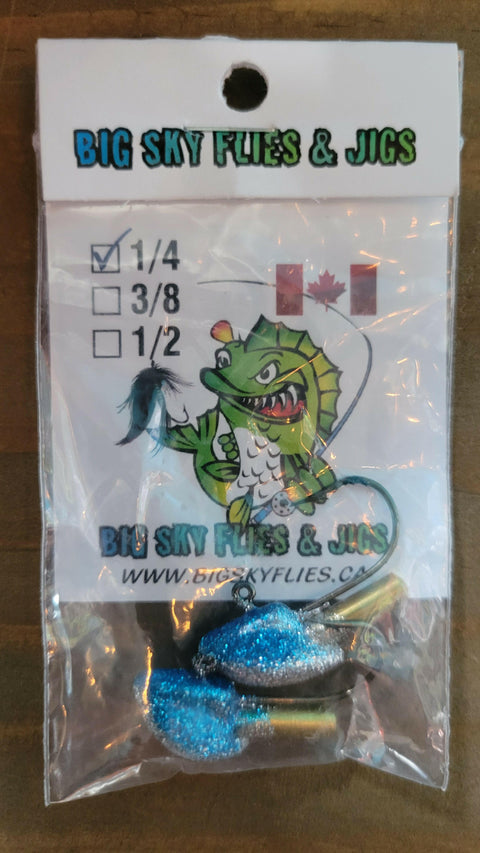 BIG SKY FLIES & JIGS
1/4
3/8
1/2
BIG SKY FLIES & JIGS
WWW.BIGSKYFLIES.CA